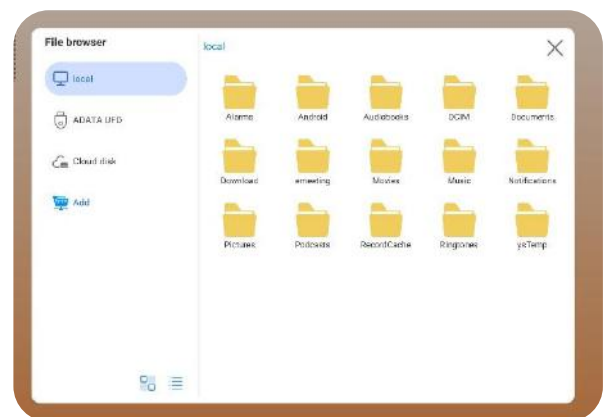 File browser
local
local
ADATA UFD
Cloud disk
Add
Alarms Android Audiobooks DCIM Documents
Download emeeting Movies Music Notifications
Pictures Podcasts RecordCache Ringtones ysTemp